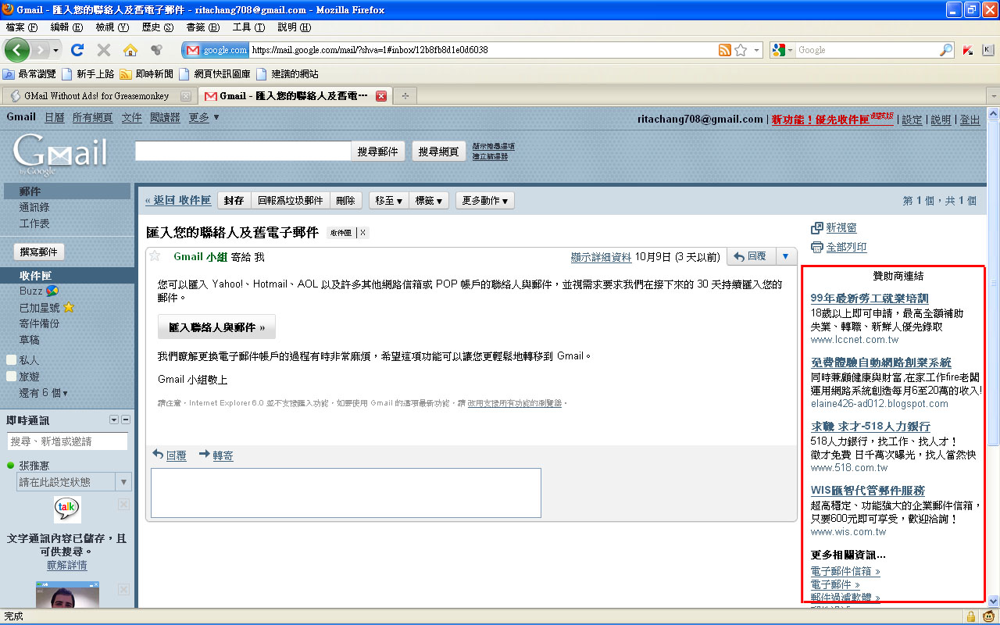 Gmail - 匯入您的聯絡人及舊電子郵件 - ritachang708@gmail.com - Mozilla Firefox
檔案(F) 編輯(E) 檢視(V) 歷史(S) 書籤(B) 工具(T) 說明(H)
google.com https://mail.google.com/mail/?shva=1#inbox/12b8fb8d1e0d6038 Google
最常瀏覽 新手上路 即時新聞 網頁快訊圖庫 建議的網站
GMail Without Ads! for Greasemonkey Gmail - 匯入您的聯絡人及舊電···
Gmail 日曆 所有網頁 文件 閱讀器 更多 ▼
ritachang708@gmail.com | 新功能！優先收件匣測試版 | 設定 | 說明 | 登出
Gmail
by Google
搜尋郵件 搜尋網頁
顯示搜尋選項
建立篩選器
郵件
通訊錄
工作表
撰寫郵件
收件匣
Buzz
已加星號
寄件備份
草稿
私人
旅遊
還有 6 個▼
即時通訊
搜尋、新增或邀請
張雅惠
請在此設定狀態
talk
文字通訊內容已儲存，且
可供搜尋。
瞭解詳情
« 返回 收件匣 封存 回報為垃圾郵件 刪除 移至▼ 標籤▼ 更多動作▼ 第 1 個，共 1 個
匯入您的聯絡人及舊電子郵件 收件匣 | X
Gmail 小組 寄給 我 顯示詳細資料 10月9日 (3 天以前) 回覆 ▼
您可以匯入 Yahoo!、Hotmail、AOL 以及許多其他網路信箱或 POP 帳戶的聯絡人與郵件，並視需求要求我們在接下來的 30 天持續匯入您的
郵件。
匯入聯絡人與郵件 »
我們瞭解更換電子郵件帳戶的過程有時非常麻煩，希望這項功能可以讓您更輕鬆地轉移到 Gmail。
Gmail 小組敬上
請注意，Internet Explorer 6.0 並不支援匯入功能。如要使用 Gmail 的這項最新功能，請 改用支援所有功能的瀏覽器。
回覆 轉寄
新視窗
全部列印
贊助商連結
99年最新勞工就業培訓
18歲以上即可申請，最高全額補助
失業、轉職、新鮮人優先錄取
www.lccnet.com.tw
免費體驗自動網路創業系統
同時兼顧健康與財富,在家工作fire老闆
運用網路系統創造每月6至20萬的收入!
elaine426-ad012.blogspot.com
求職 求才-518人力銀行
518人力銀行，找工作、找人才！
徵才免費 日千萬次曝光，找人當然快
www.518.com.tw
WIS匯智代管郵件服務
超高穩定、功能強大的企業郵件信箱，
只要600元即可享受，歡迎洽詢！
www.wis.com.tw
更多相關資訊...
電子郵件信箱 »
電子郵件 »
郵件過濾軟體 »
完成